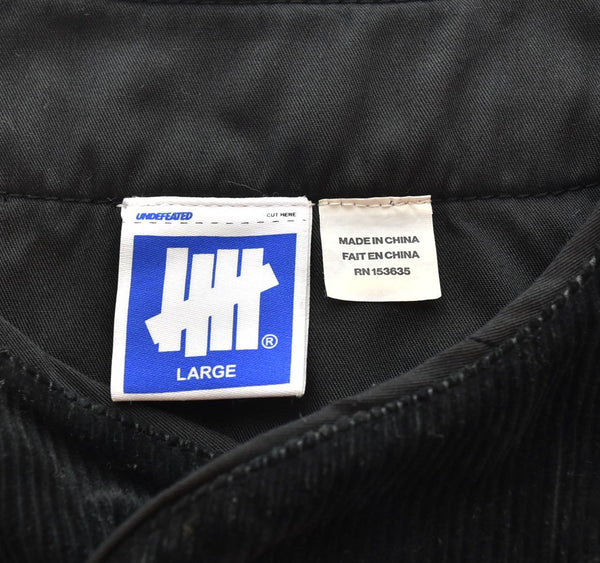 UNDEFEATED CUT HERE
®
LARGE
MADE IN CHINA
FAIT EN CHINA
RN 153635